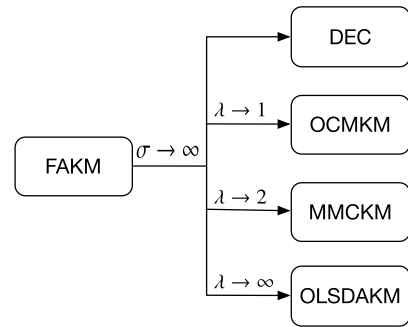 DEC
λ → 1
OCMKM
σ → ∞
FAKM
λ → 2
MMCKM
λ → ∞
OLSDAKM